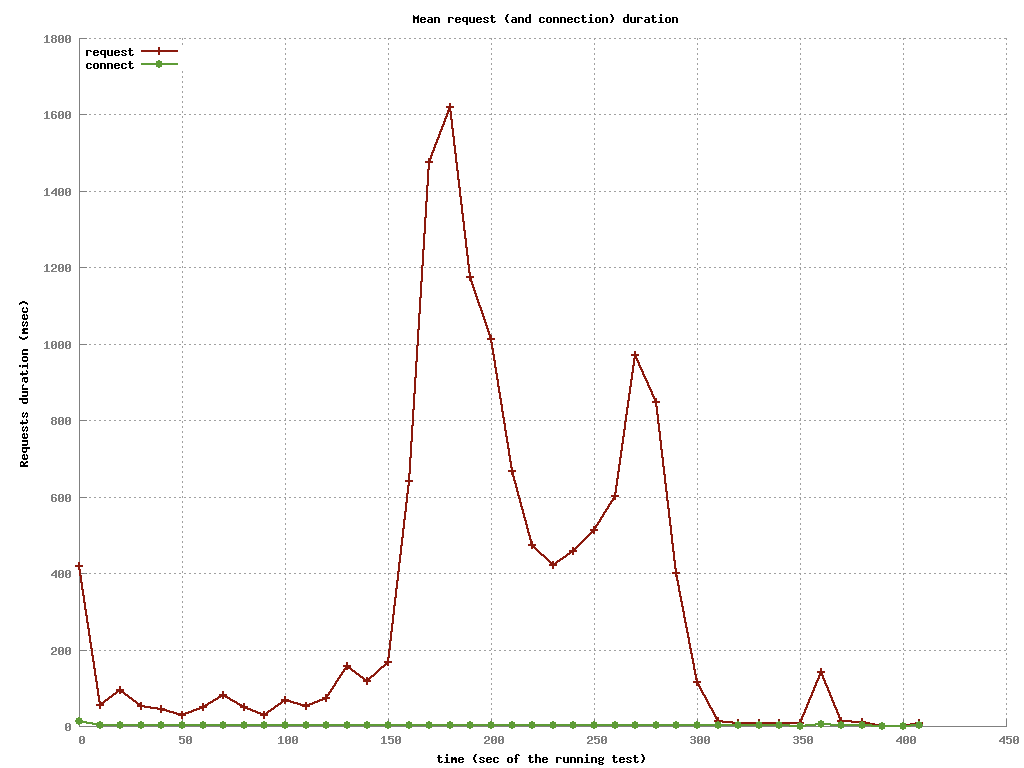 Mean request (and connection) duration
request
connect
Requests duration (msec)
1800
1600
1400
1200
1000
800
600
400
200
0
0 50 100 150 200 250 300 350 400 450
time (sec of the running test)